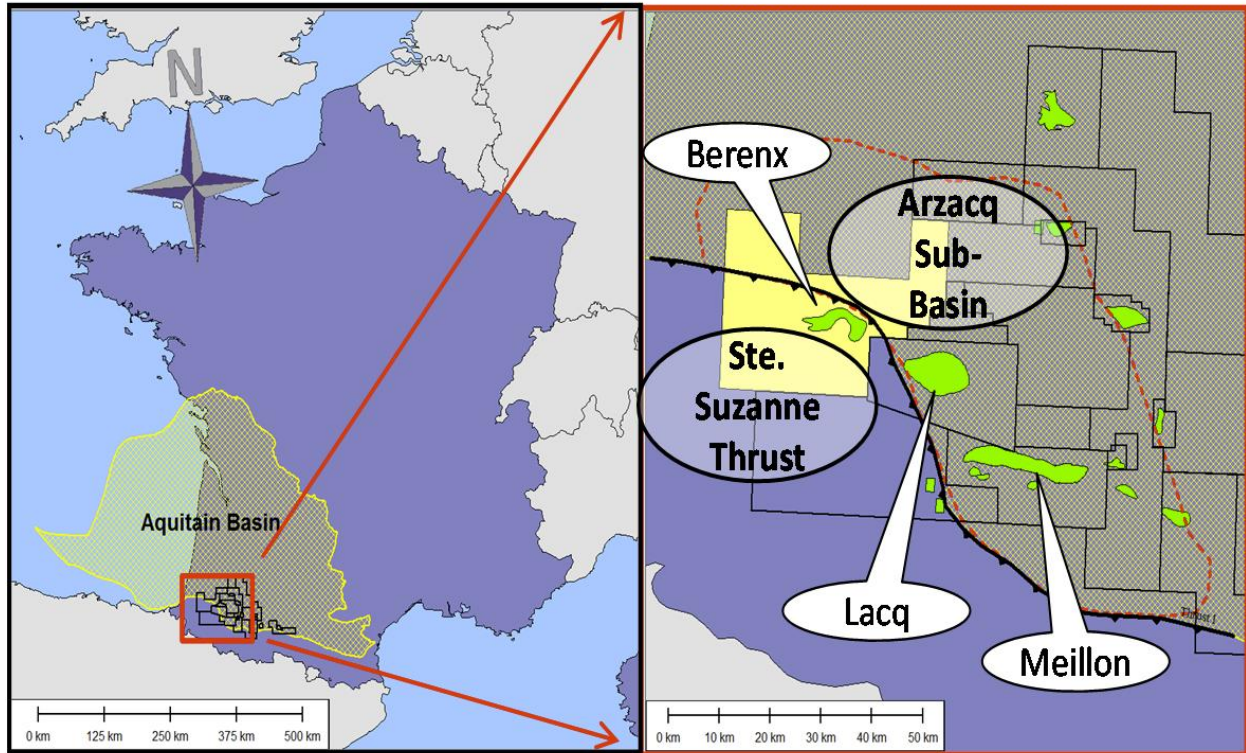 N
Aquitain Basin
0 km 125 km 250 km 375 km 500 km
Berenx
Arzacq
Sub-
Basin
Ste.
Suzanne
Thrust
Lacq
Meillon
Thrust
0 km 10 km 20 km 30 km 40 km 50 km